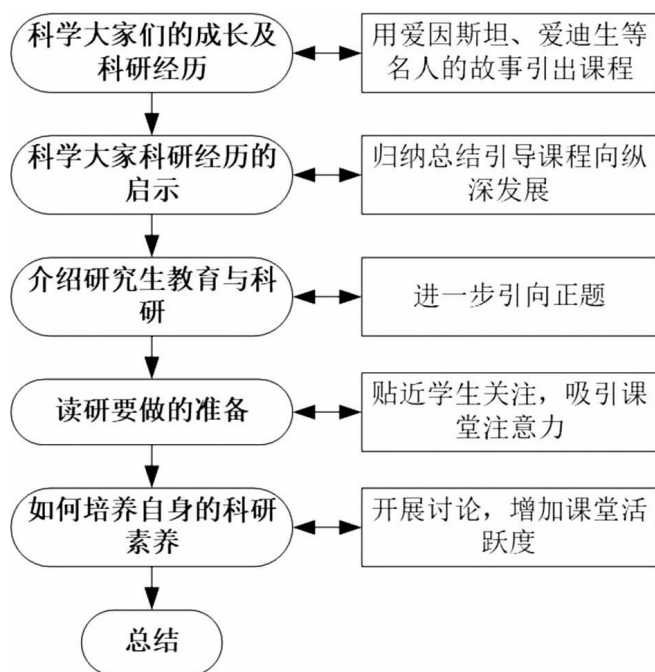 科学大家们的成长及
科研经历
用爱因斯坦、爱迪生等
名人的故事引出课程
科学大家科研经历的
启示
归纳总结引导课程向纵
深发展
介绍研究生教育与科
研
进一步引向正题
读研要做的准备
贴近学生关注，吸引课
堂注意力
如何培养自身的科研
素养
开展讨论，增加课堂活
跃度
总结